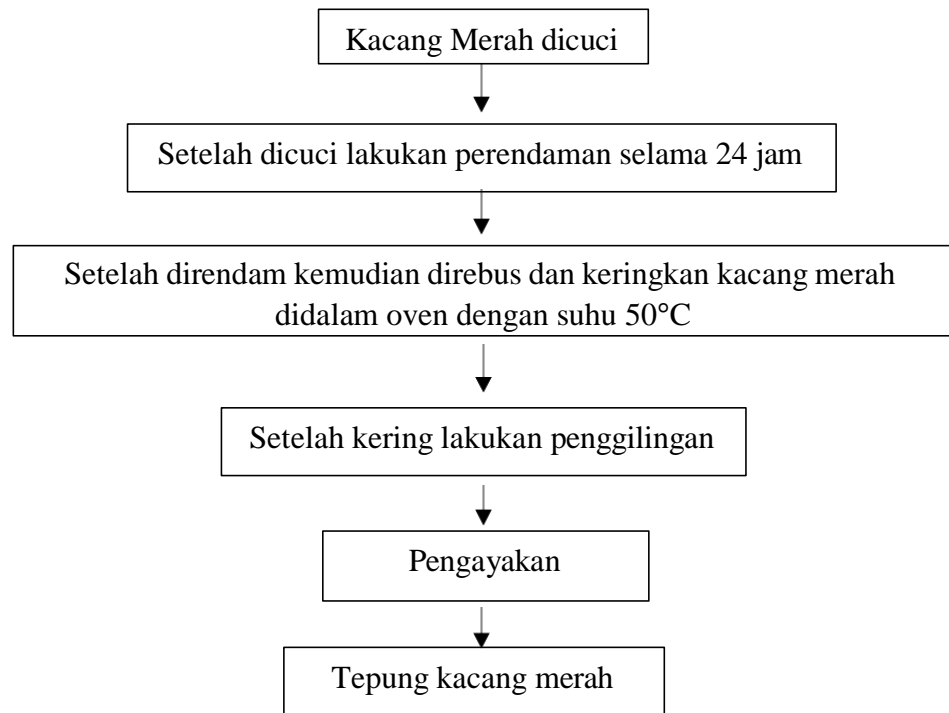 Kacang Merah dicuci
Setelah dicuci lakukan perendaman selama 24 jam
Setelah direndam kemudian direbus dan keringkan kacang merah
didalam oven dengan suhu 50°C
Setelah kering lakukan penggilingan
Pengayakan
Tepung kacang merah